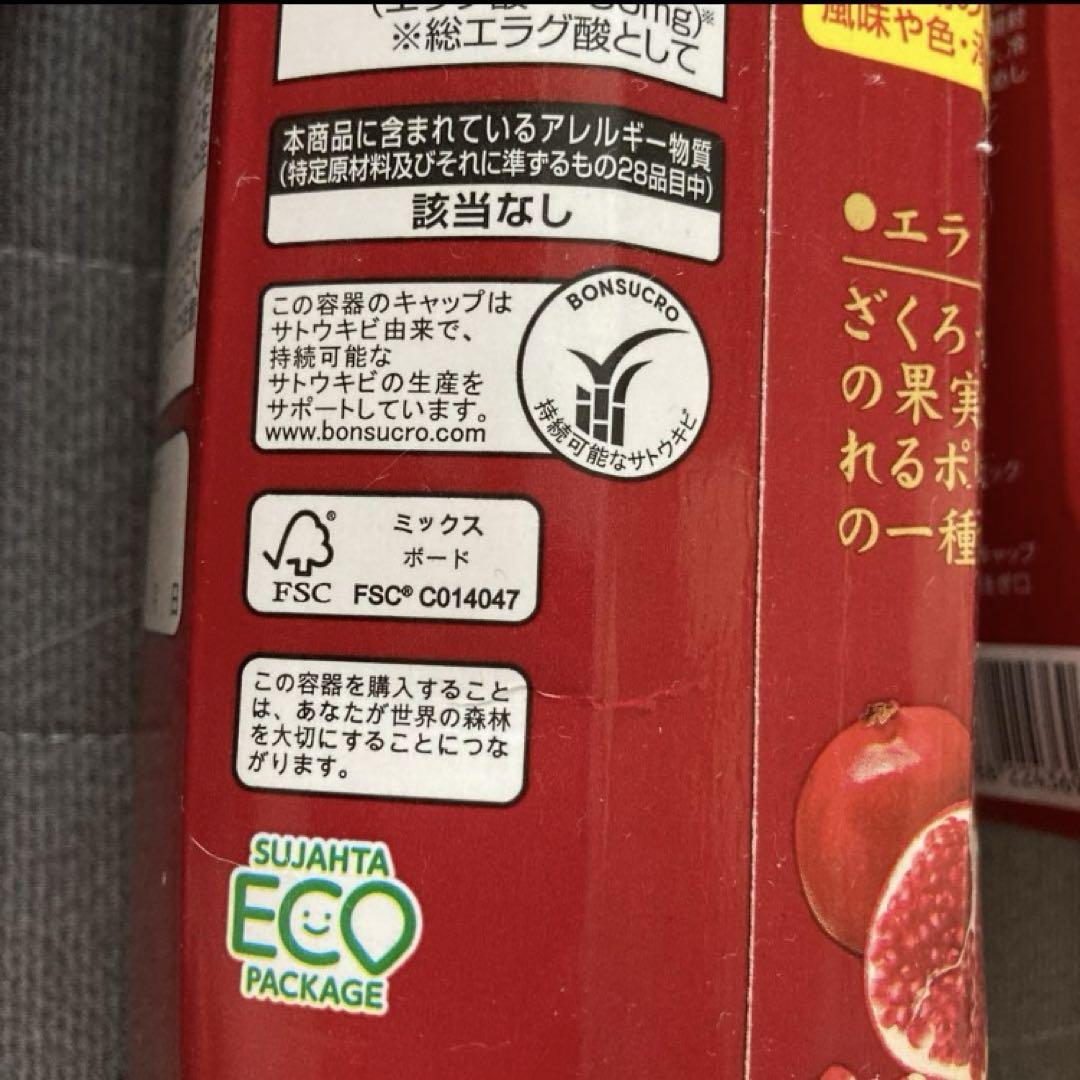 ※総エラグ酸として
本商品に含まれているアレルギー物質
(特定原材料及びそれに準ずるもの28品目中)
該当なし
この容器のキャップは
サトウキビ由来で、
持続可能な
サトウキビの生産を
サポートしています。
www.bonsucro.com
BONSUCRO
持続可能なサトウキビ
FSC
ミックス
ボード
FSC® C014047
この容器を購入すること
は、あなたが世界の森林
を大切にすることにつな
がります。
SUJAHTA
ECO
PACKAGE
風味や色・
●エラ
ざくろ
の果実
れるポ
の一種